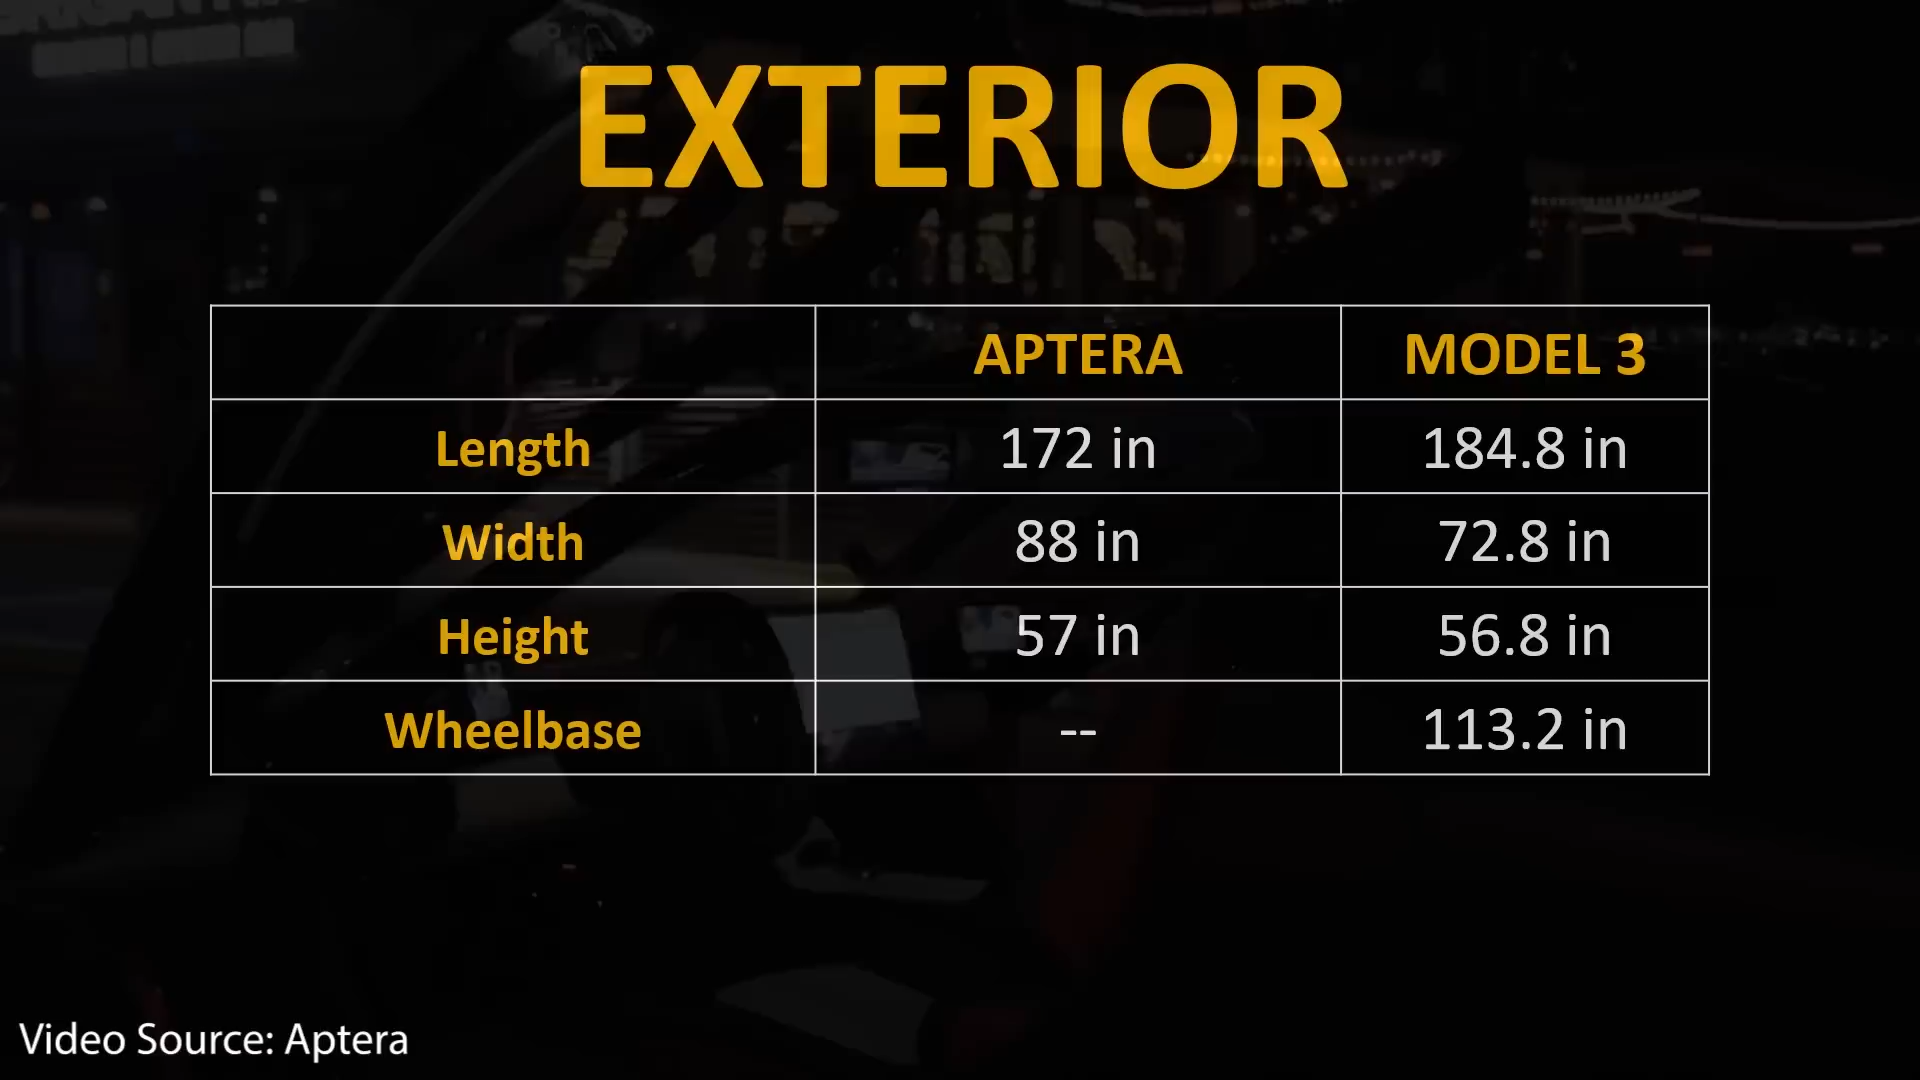 EXTERIOR
APTERA MODEL 3
Length 172 in 184.8 in
Width 88 in 72.8 in
Height 57 in 56.8 in
Wheelbase -- 113.2 in
Video Source: Aptera